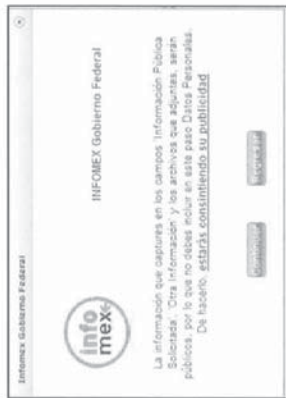 Infomex Gobierno Federal
info
mex
INFOMEX Gobierno Federal
La información que captures en los campos 'Información Pública
Solicitada', 'Otra Información' y los archivos que adjuntes, serán
públicos, por lo que no debes incluir en este paso Datos Personales.
De hacerlo, estarás consintiendo su publicidad